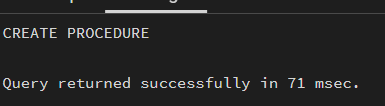 CREATE PROCEDURE
Query returned successfully in 71 msec.